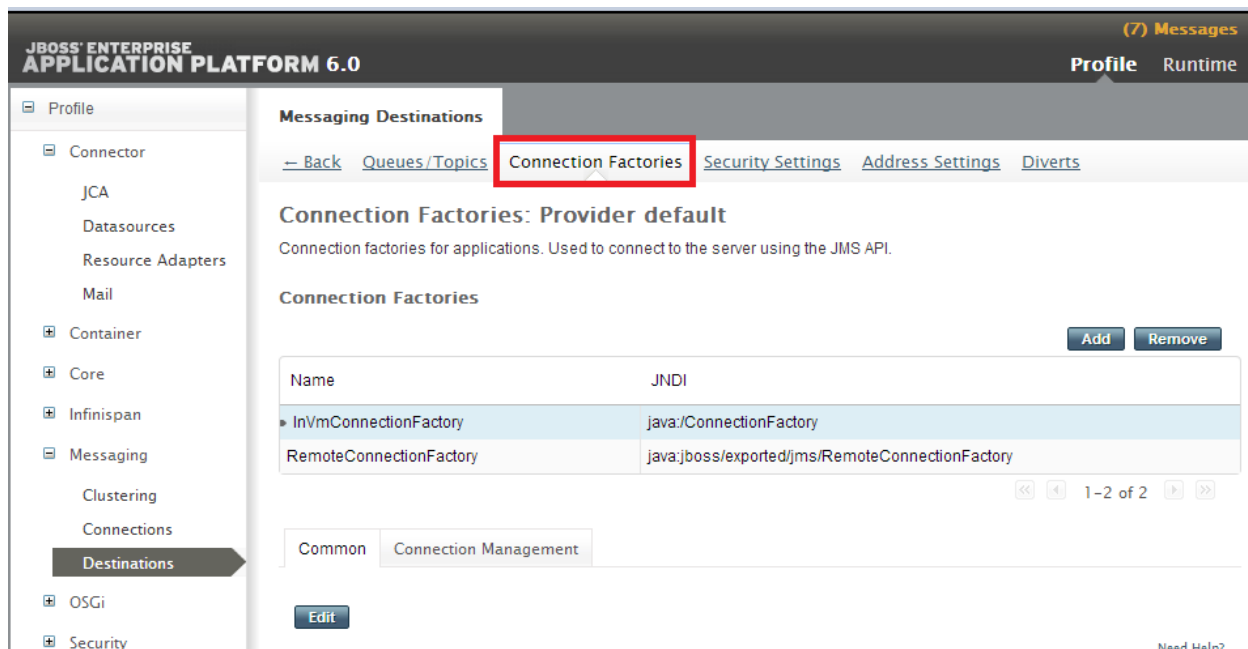 (7) Messages
JBOSS' ENTERPRISE
APPLICATION PLATFORM 6.0
Profile Runtime
Profile
Connector
JCA
Datasources
Resource Adapters
Mail
Container
Core
Infinispan
Messaging
Clustering
Connections
Destinations
OSGi
Security
Messaging Destinations
← Back Queues/Topics Connection Factories Security Settings Address Settings Diverts
Connection Factories: Provider default
Connection factories for applications. Used to connect to the server using the JMS API.
Connection Factories
Add Remove
Name JNDI
InVmConnectionFactory java:/ConnectionFactory
RemoteConnectionFactory java:jboss/exported/jms/RemoteConnectionFactory
1-2 of 2
Common Connection Management
Edit
Need Help?